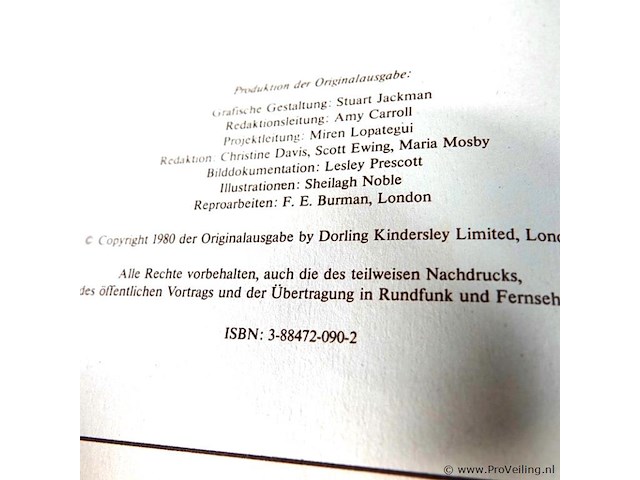 Produktion der Originalausgabe:
Grafische Gestaltung: Stuart Jackman
Redaktionsleitung: Amy Carroll
Projektleitung: Miren Lopategui
Redaktion: Christine Davis, Scott Ewing, Maria Mosby
Bilddokumentation: Lesley Prescott
Illustrationen: Sheilagh Noble
Reproarbeiten: F. E. Burman, London
© Copyright 1980 der Originalausgabe by Dorling Kindersley Limited, Lond
Alle Rechte vorbehalten, auch die des teilweisen Nachdrucks,
des öffentlichen Vortrags und der Übertragung in Rundfunk und Fernseh
ISBN: 3-88472-090-2
© www.ProVeiling.nl